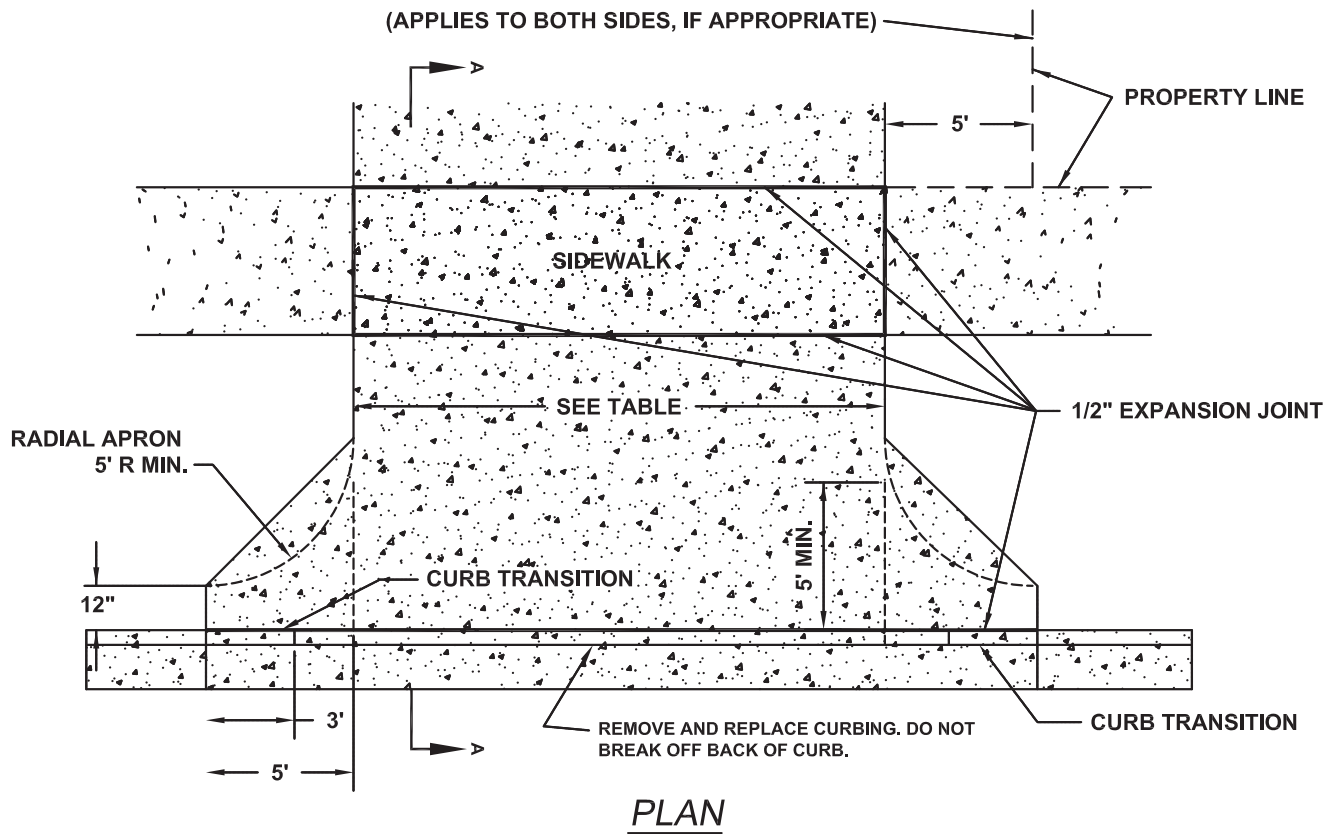 (APPLIES TO BOTH SIDES, IF APPROPRIATE)
A
PROPERTY LINE
5'
SIDEWALK
SEE TABLE
1/2" EXPANSION JOINT
RADIAL APRON
5' R MIN.
5' MIN.
CURB TRANSITION
12"
3'
REMOVE AND REPLACE CURBING. DO NOT
BREAK OFF BACK OF CURB.
CURB TRANSITION
A
5'
PLAN